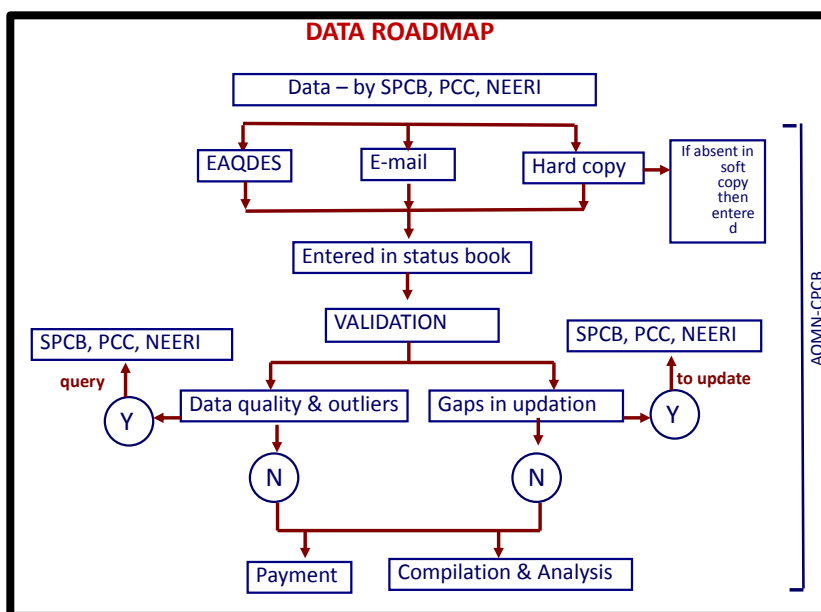 DATA ROADMAP
Data – by SPCB, PCC, NEERI
EAQDES
E-mail
Hard copy
If absent in
soft
copy
then
entere
d
Entered in status book
VALIDATION
SPCB, PCC, NEERI
SPCB, PCC, NEERI
query
to update
Y
Data quality & outliers
Gaps in updation
Y
N
N
Payment
Compilation & Analysis
AQMN-CPCB